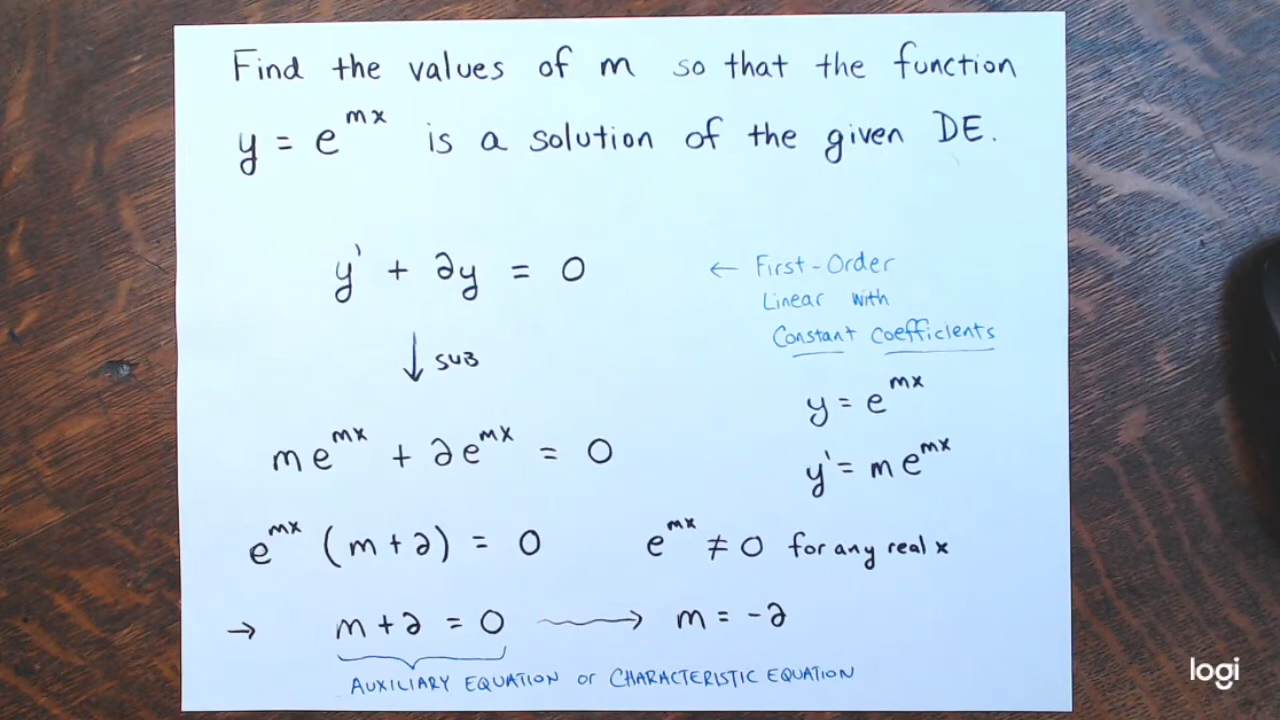 Find the values of m so that the function
y = e^mx is a solution of the given DE.
y' + 2y = 0
← First-Order
Linear with
Constant Coefficients
↓ SUB
y = e^mx
me^mx + 2e^mx = 0
y' = me^mx
e^mx (m+2) = 0
e^mx ≠ 0 for any real x
→ m+2 = 0 → m = -2
AUXILIARY EQUATION or CHARACTERISTIC EQUATION
logi